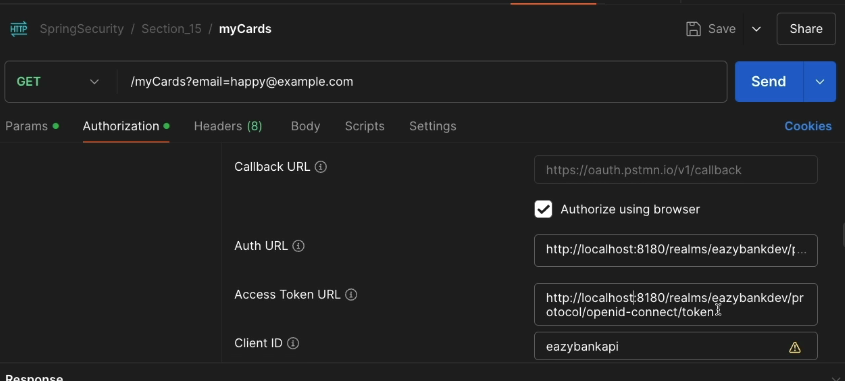 HTTP SpringSecurity / Section_15 / myCards Save Share
GET /myCards?email=happy@example.com Send
Params Authorization Headers (8) Body Scripts Settings Cookies
Callback URL https://oauth.pstmn.io/v1/callback
Authorize using browser
Auth URL http://localhost:8180/realms/eazybankdev/p...
Access Token URL http://localhost:8180/realms/eazybankdev/pr
otocol/openid-connect/token
Client ID eazybankapi
Response